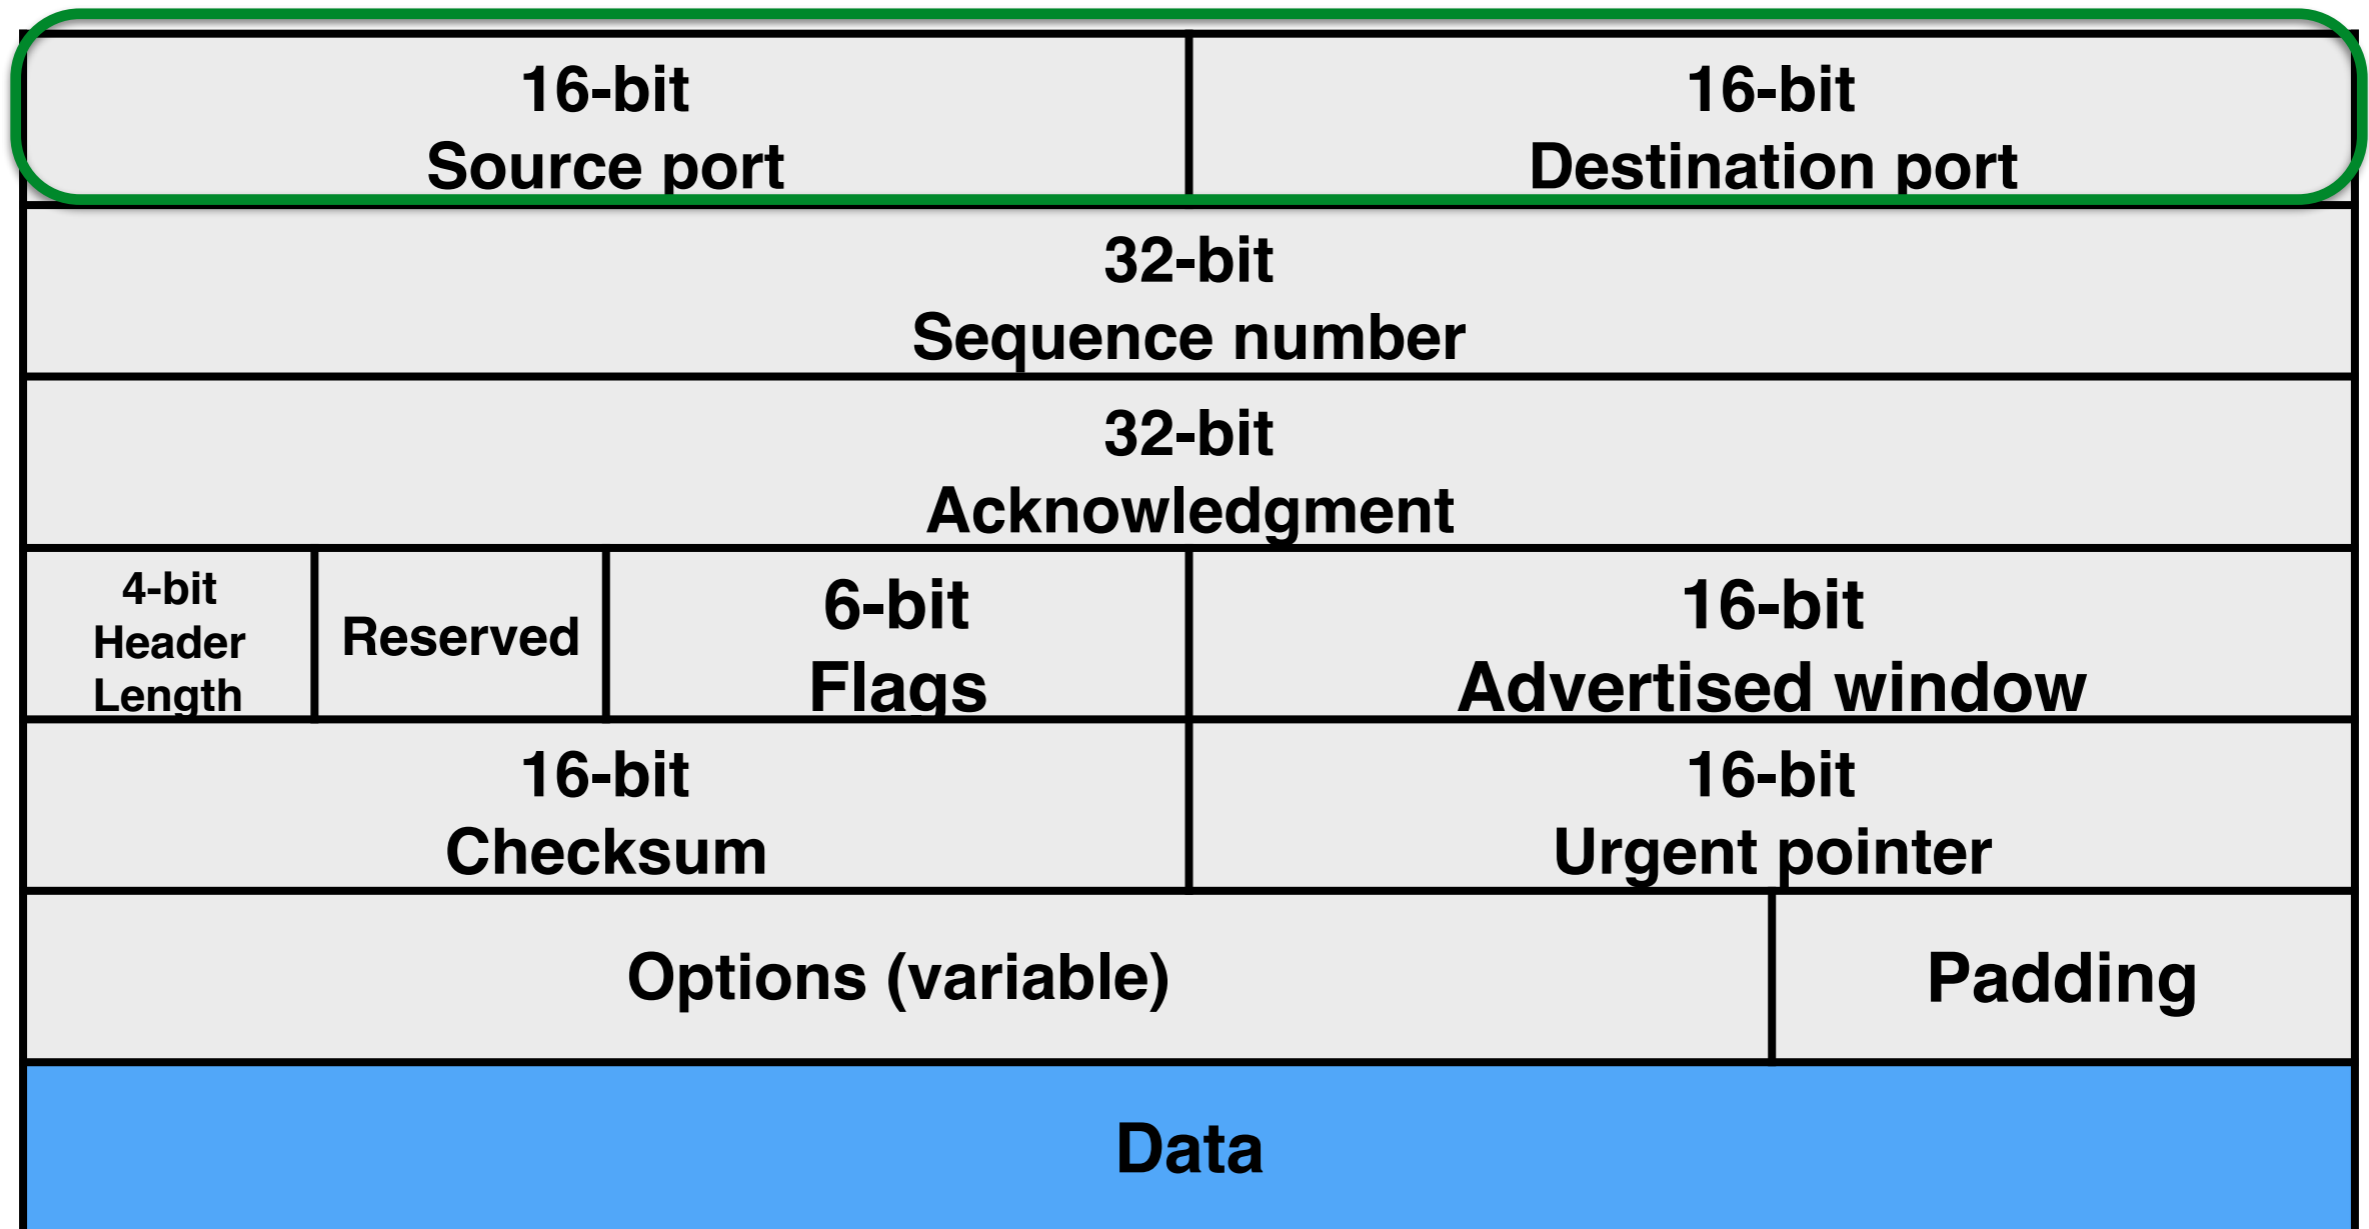 16-bit
Source port
16-bit
Destination port
32-bit
Sequence number
32-bit
Acknowledgment
4-bit
Header
Length
Reserved
6-bit
Flags
16-bit
Advertised window
16-bit
Checksum
16-bit
Urgent pointer
Options (variable)
Padding
Data